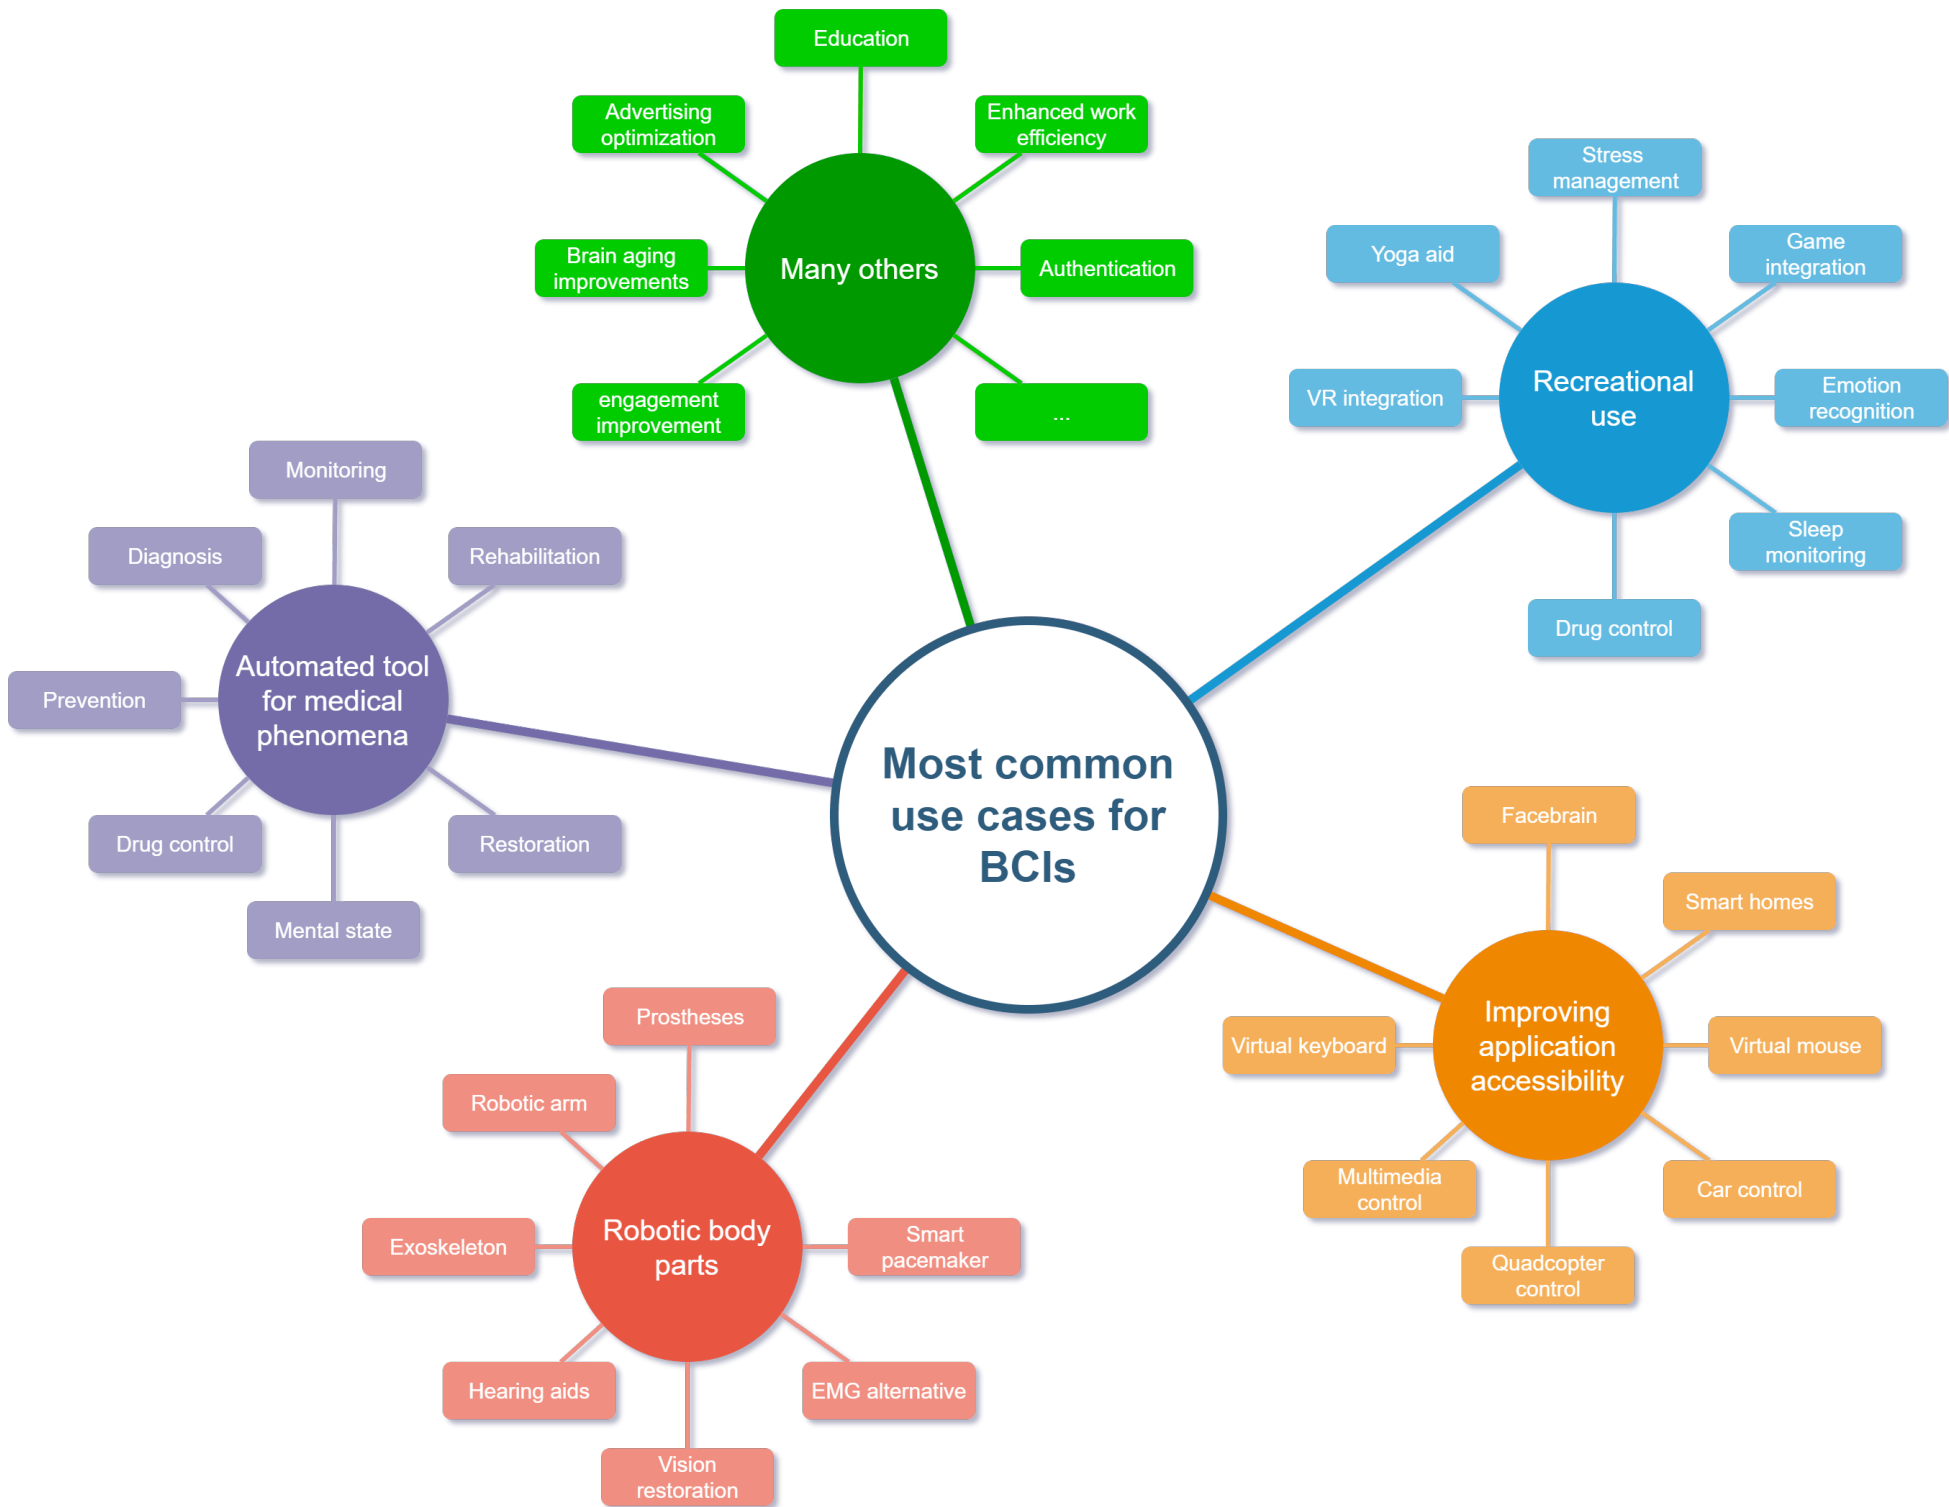 Most common
use cases for
BCIs
Many others
Education
Advertising
optimization
Enhanced work
efficiency
Brain aging
improvements
Authentication
engagement
improvement
...
Recreational
use
Stress
management
Yoga aid
Game
integration
VR integration
Emotion
recognition
Sleep
monitoring
Drug control
Automated tool
for medical
phenomena
Monitoring
Diagnosis
Rehabilitation
Prevention
Drug control
Restoration
Mental state
Improving
application
accessibility
Facebrain
Smart homes
Virtual keyboard
Virtual mouse
Multimedia
control
Car control
Quadcopter
control
Robotic body
parts
Prostheses
Robotic arm
Exoskeleton
Smart
pacemaker
Hearing aids
EMG alternative
Vision
restoration